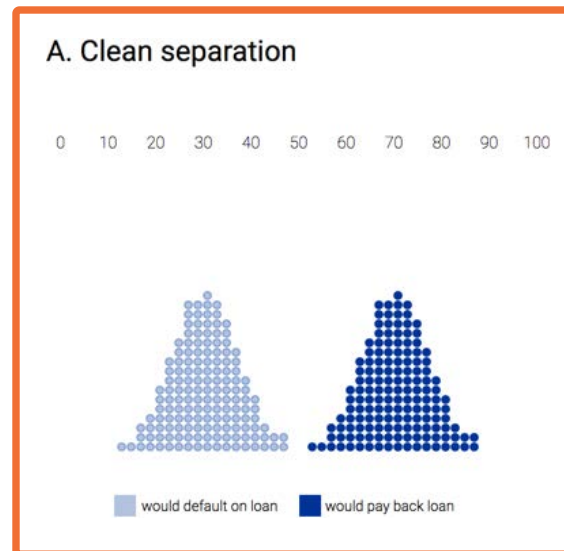 A. Clean separation
0 10 20 30 40 50 60 70 80 90 100
would default on loan would pay back loan